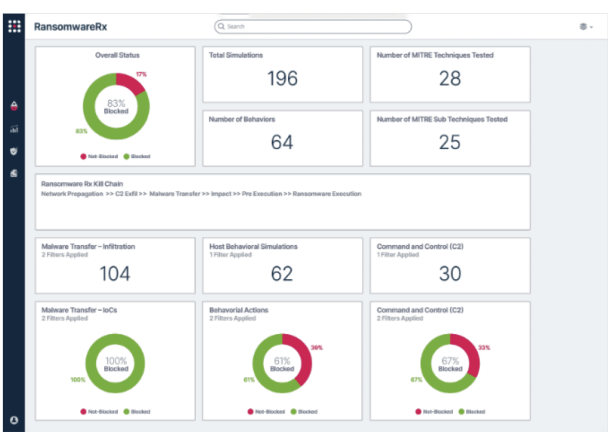 RansomwareRx
Search
Overall Status
17%
83%
Blocked
83%
Not-Blocked Blocked
Total Simulations
196
Number of MITRE Techniques Tested
28
Number of Behaviors
64
Number of MITRE Sub Techniques Tested
25
Ransomware Rx Kill Chain
Network Propagation >> C2 Exfil >> Malware Transfer >> Impact >> Pre Execution >> Ransomware Execution
Malware Transfer – Infiltration
2 Filters Applied
104
Host Behavioral Simulations
1 Filter Applied
62
Command and Control (C2)
1 Filter Applied
30
Malware Transfer – IoCs
2 Filters Applied
100%
Blocked
100%
Not-Blocked Blocked
Behavorial Actions
2 Filters Applied
39%
61%
Blocked
61%
Not-Blocked Blocked
Command and Control (C2)
2 Filters Applied
33%
67%
Blocked
67%
Not-Blocked Blocked